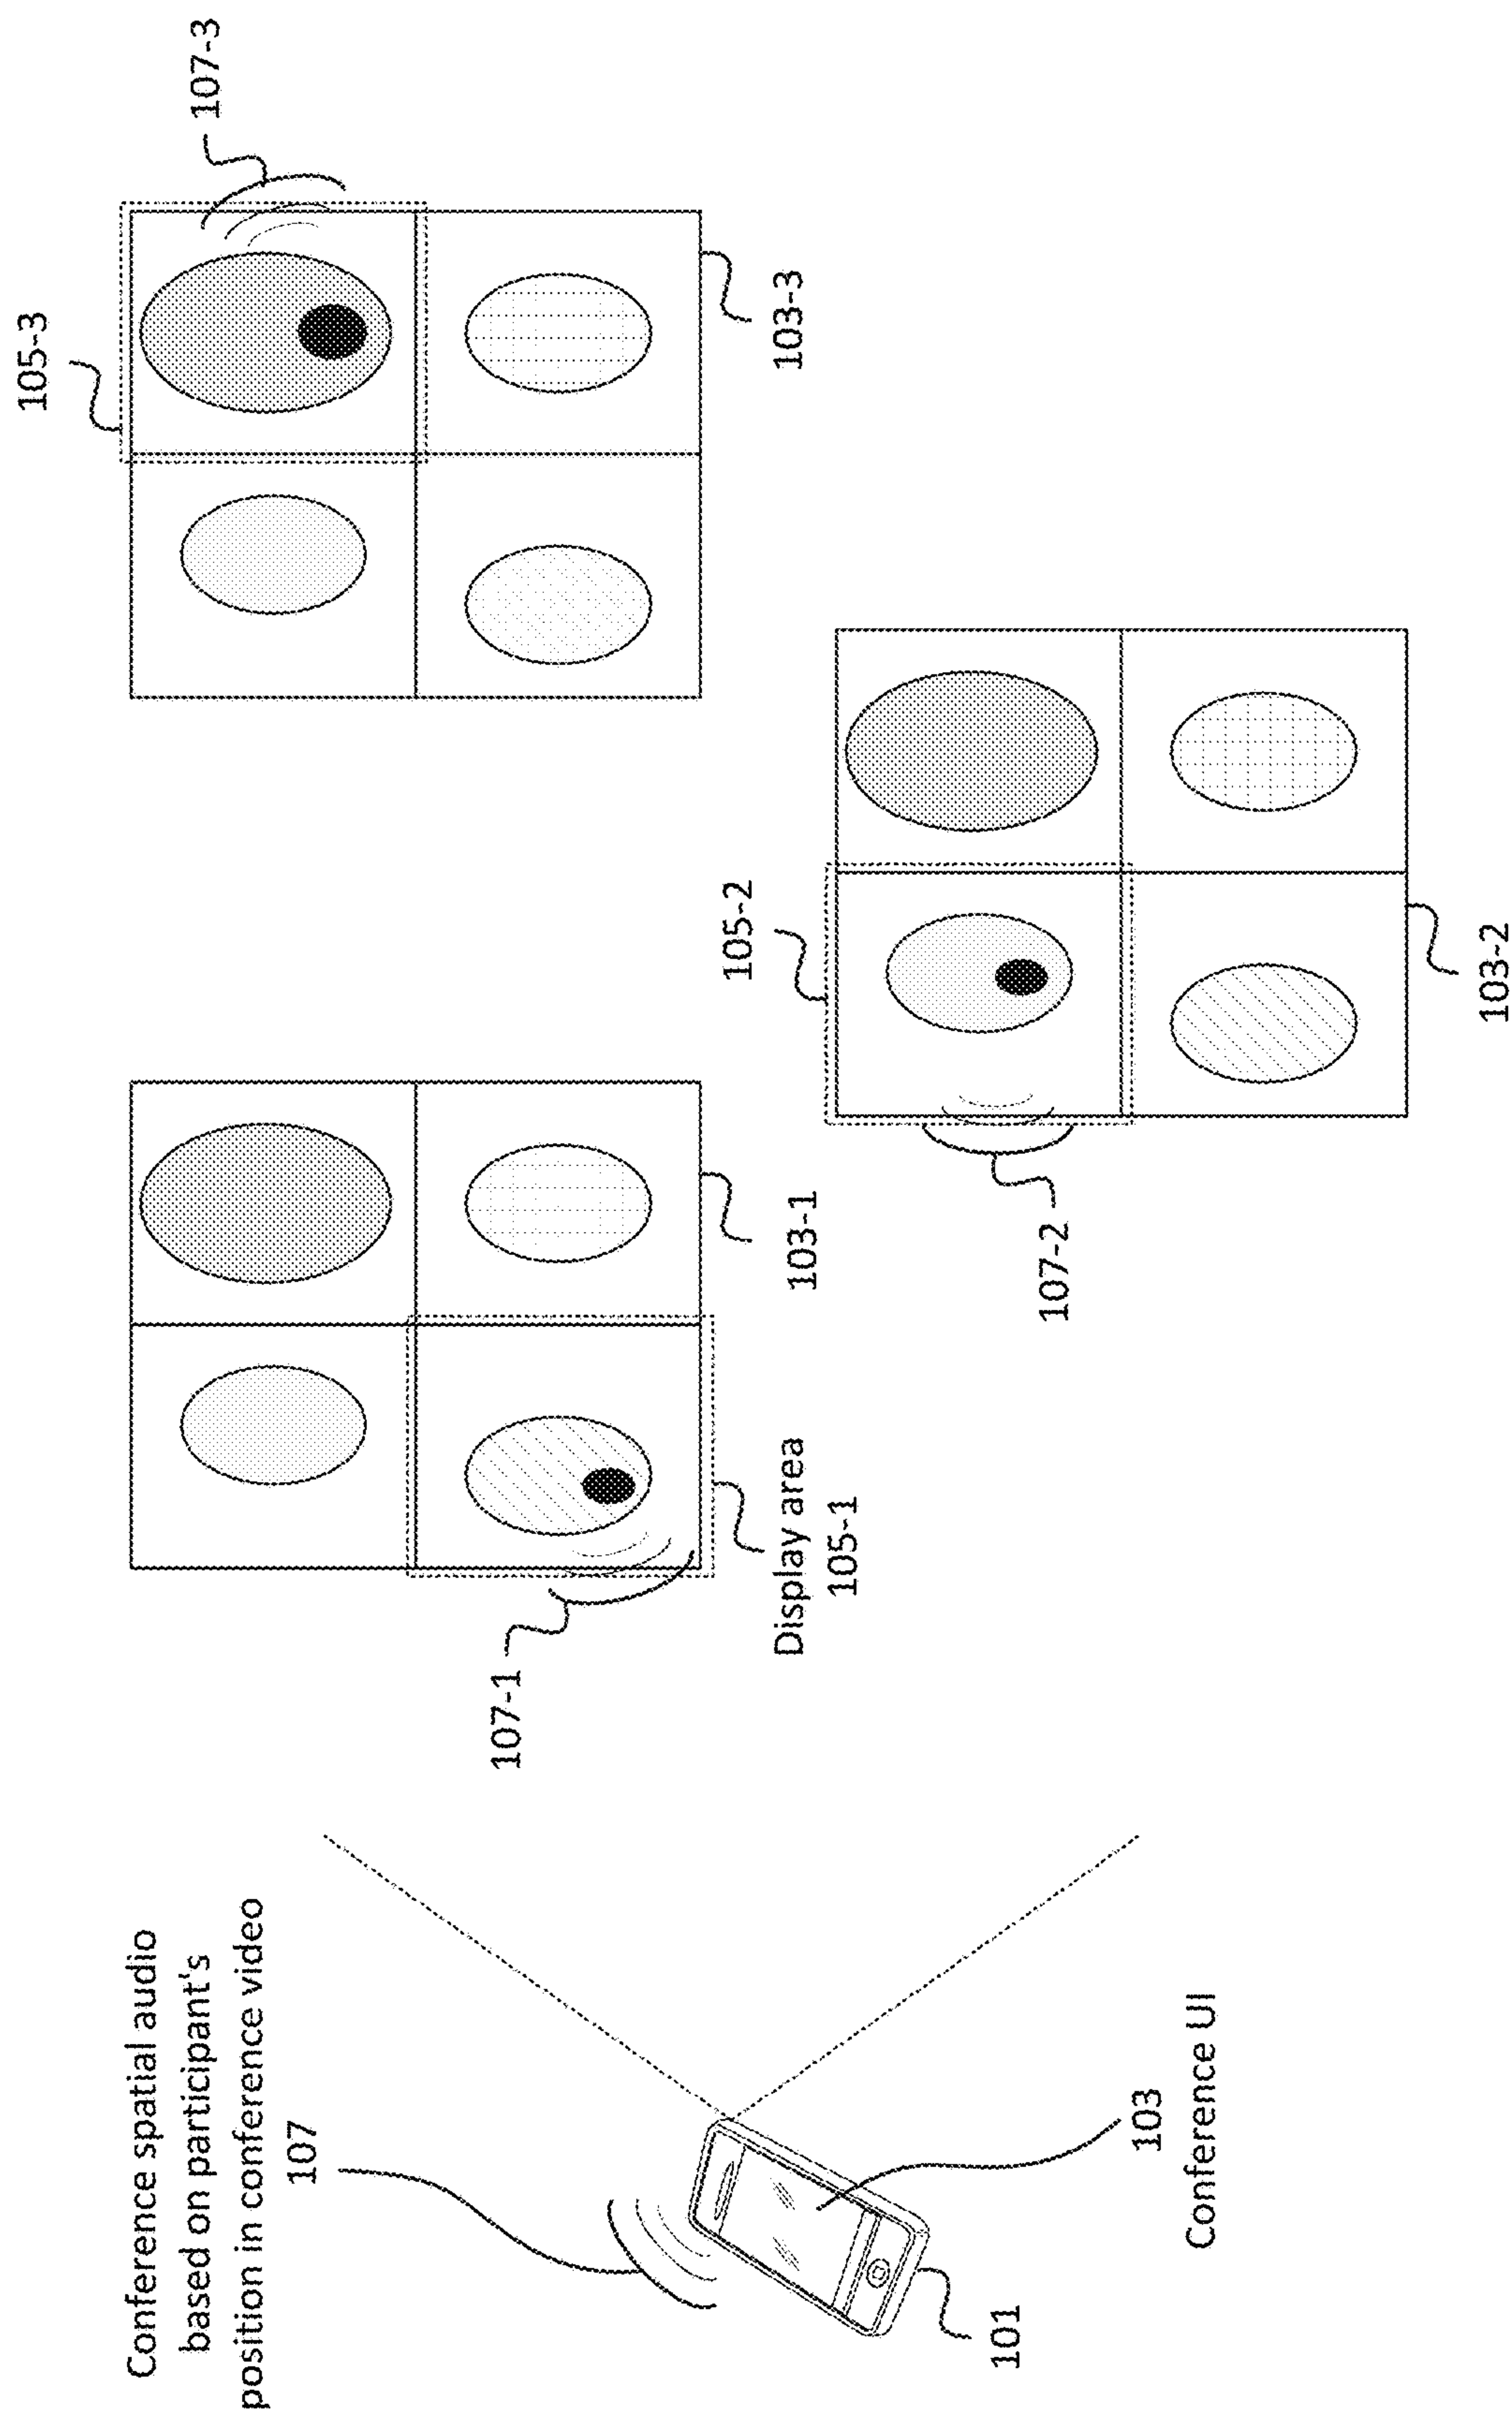 Conference spatial audio
based on participant's
position in conference video
107
101
103
Conference UI
107-1
Display area
105-1
103-1
105-2
107-2
103-2
105-3
107-3
103-3